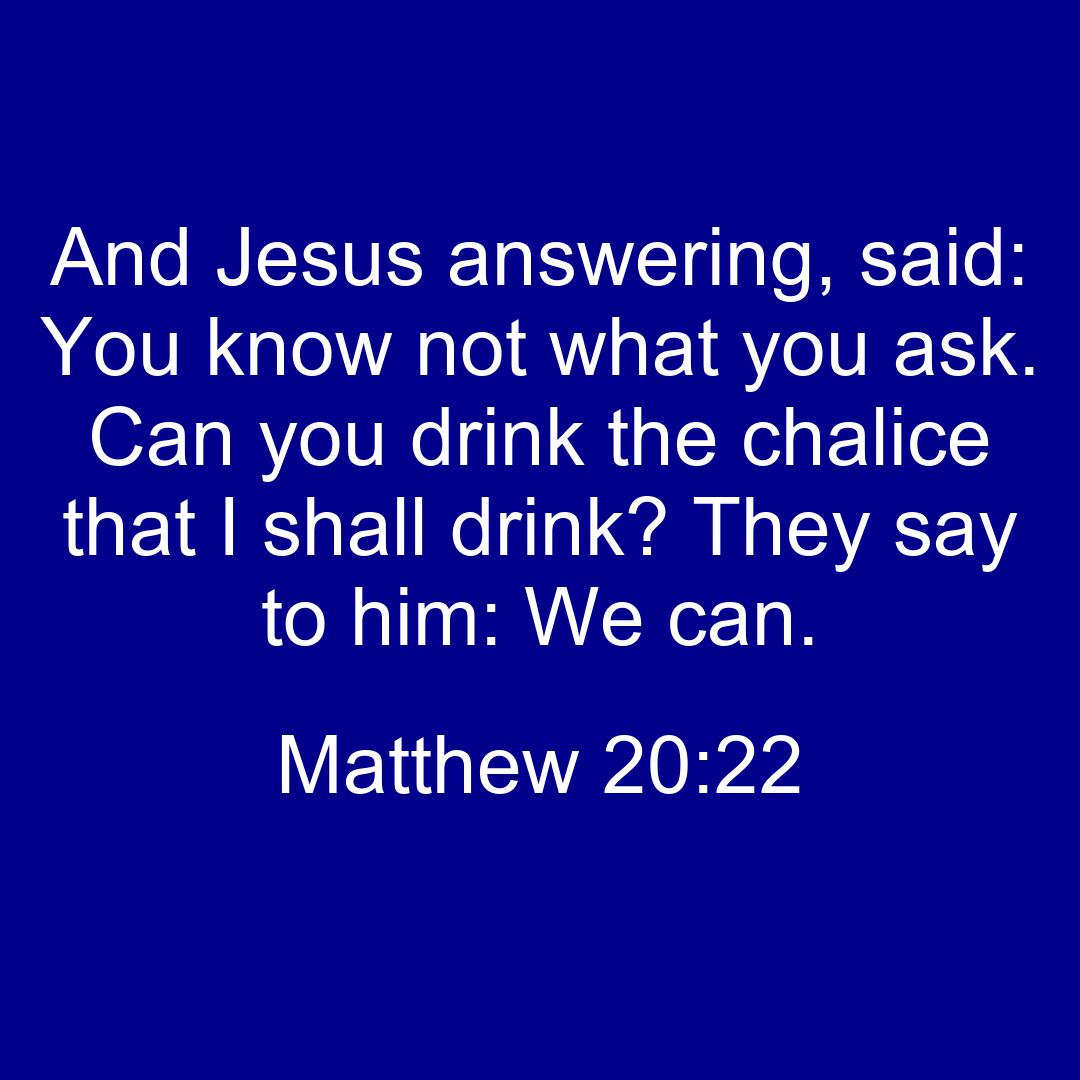 And Jesus answering, said:
You know not what you ask.
Can you drink the chalice
that I shall drink? They say
to him: We can.
Matthew 20:22